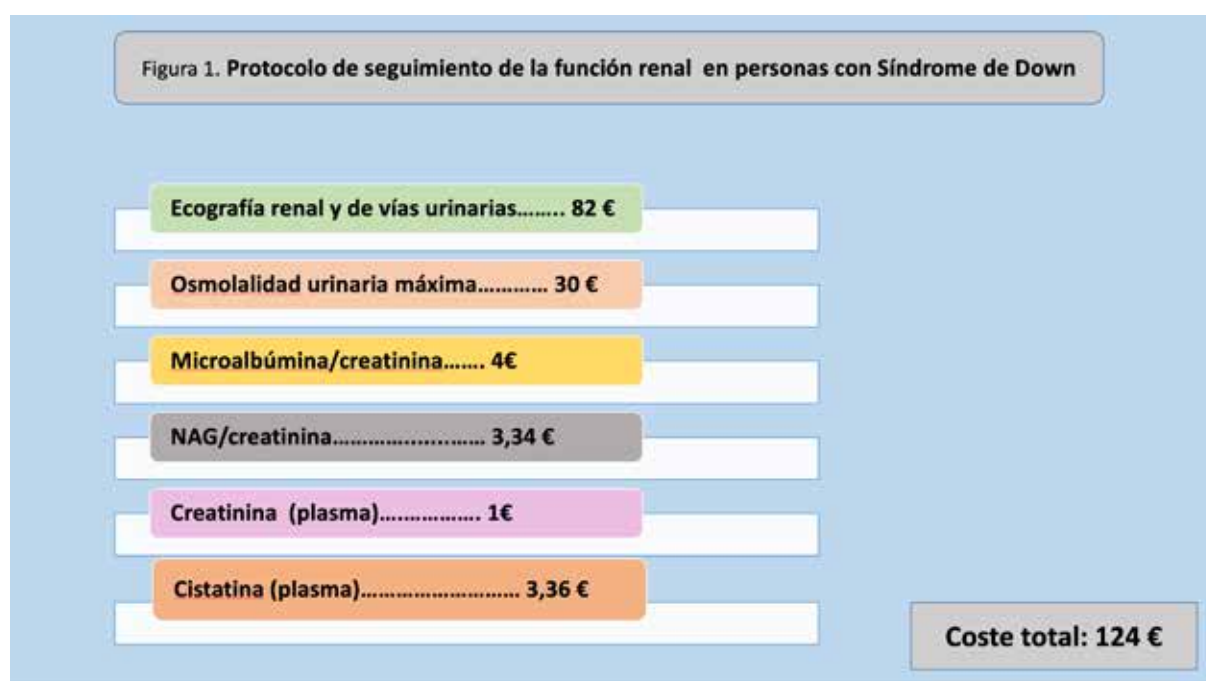 Figura 1. Protocolo de seguimiento de la función renal en personas con Síndrome de Down
Ecografía renal y de vías urinarias…….. 82 €
Osmolalidad urinaria máxima………… 30 €
Microalbúmina/creatinina……. 4€
NAG/creatinina…………..………… 3,34 €
Creatinina (plasma)……………. 1€
Cistatina (plasma)……………………… 3,36 €
Coste total: 124 €